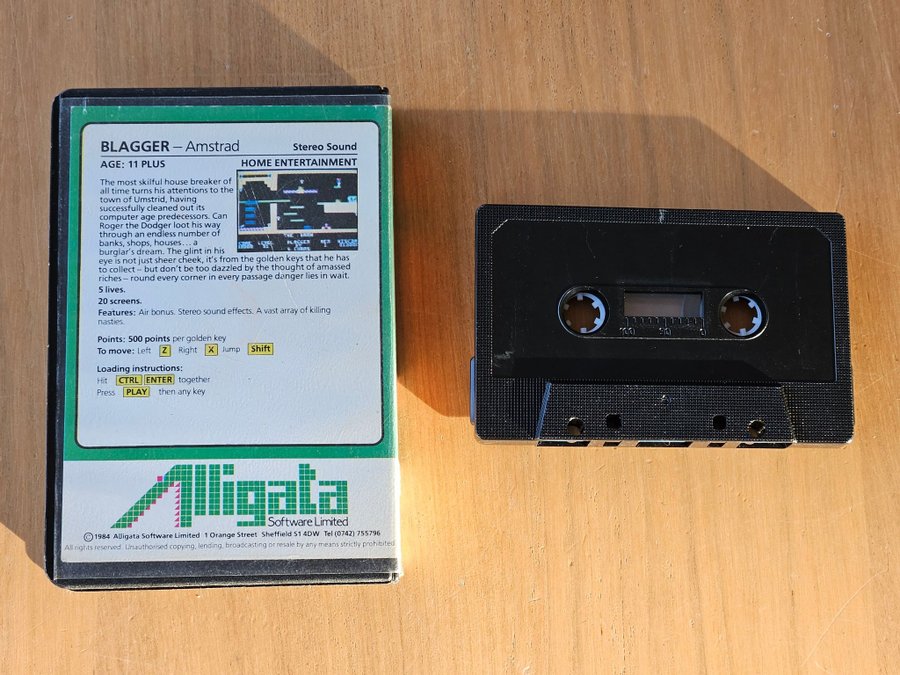 BLAGGER – Amstrad Stereo Sound
AGE: 11 PLUS HOME ENTERTAINMENT
The most skilful house breaker of
all time turns his attentions to the
town of Umstrid, having
successfully cleaned out its
computer age predecessors. Can
Roger the Dodger loot his way
through an endless number of
banks, shops, houses... a
burglar's dream. The glint in his
eye is not just sheer cheek, it's from the golden keys that he has
to collect – but don't be too dazzled by the thought of amassed
riches – round every corner in every passage danger lies in wait.
5 lives.
20 screens.
Features: Air bonus. Stereo sound effects. A vast array of killing
nasties.
Points: 500 points per golden key
To move: Left Z Right X Jump Shift
Loading instructions:
Hit CTRL ENTER together
Press PLAY then any key
Alligata
Software Limited
©1984 Alligata Software Limited 1 Orange Street Sheffield S1 4DW Tel (0742) 755796
All rights reserved. Unauthorised copying, lending, broadcasting or resale by any means strictly prohibited
100 50 0